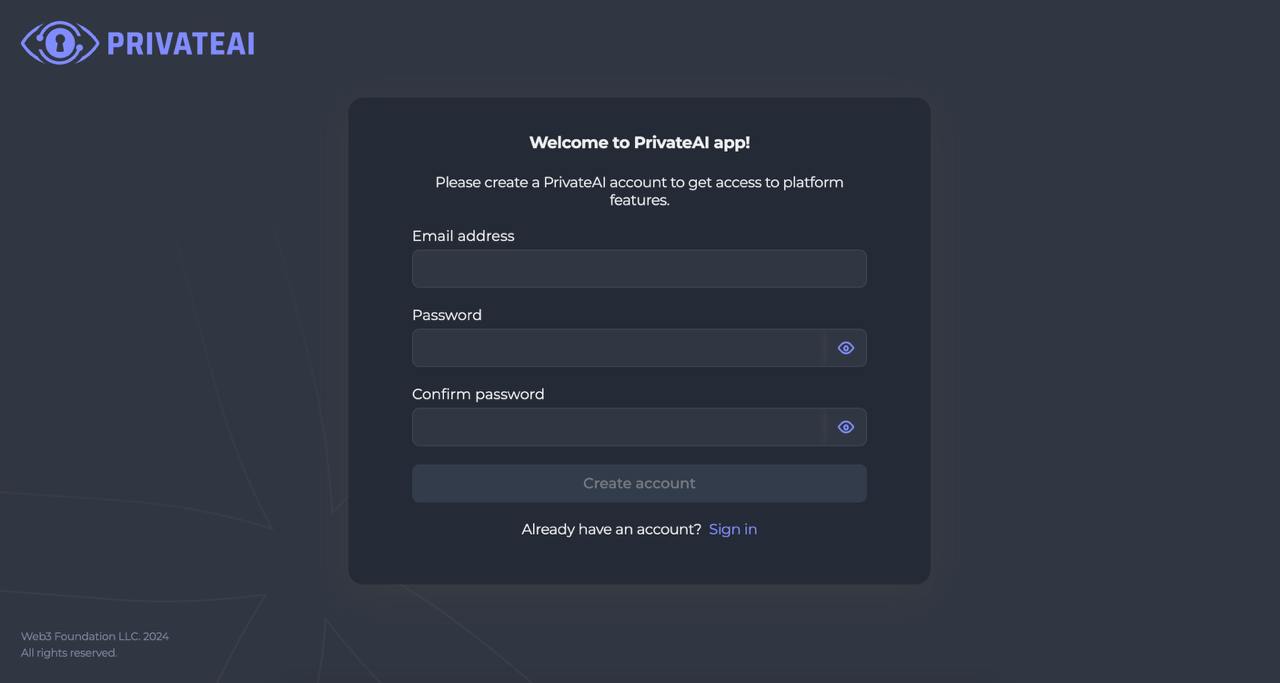 PRIVATEAI
Welcome to PrivateAI app!
Please create a PrivateAI account to get access to platform
features.
Email address
Password
Confirm password
Create account
Already have an account? Sign in
Web3 Foundation LLC. 2024
All rights reserved.